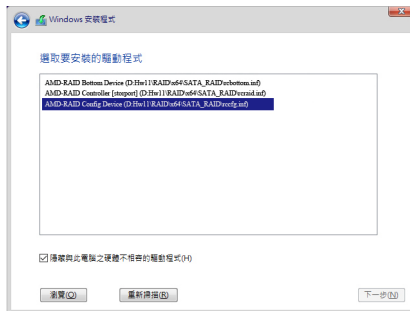 Windows 安裝程式
選取要安裝的驅動程式
AMD-RAID Bottom Device (D:\Hw11\RAID\x64\SATA_RAID\rcbottom.inf)
AMD-RAID Controller [storport] (D:\Hw11\RAID\x64\SATA_RAID\rcraid.inf)
AMD-RAID Config Device (D:\Hw11\RAID\x64\SATA_RAID\rccfg.inf)
隱藏與此電腦之硬體不相容的驅動程式(H)
瀏覽(O) 重新掃描(R) 下一步(N)